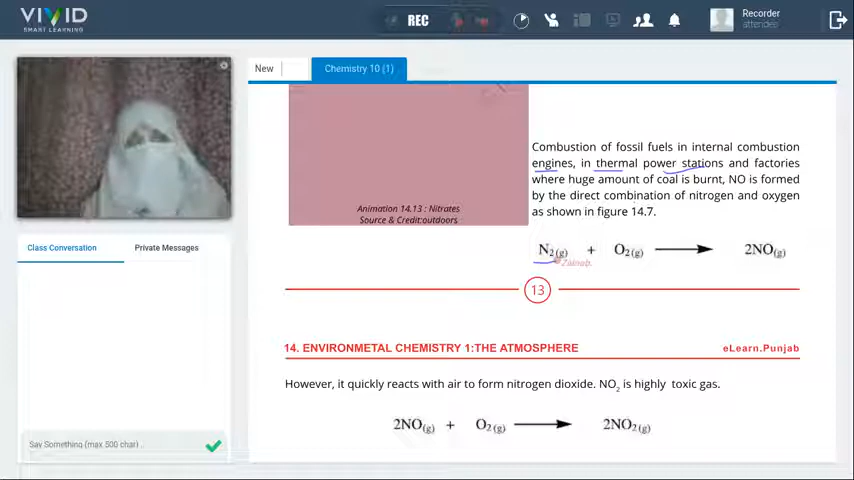 VIVID
SMART LEARNING
REC
Recorder
attendee
New
Chemistry 10 (1)
Animation 14.13 : Nitrates
Source & Credit:outdoors
Combustion of fossil fuels in internal combustion
engines, in thermal power stations and factories
where huge amount of coal is burnt, NO is formed
by the direct combination of nitrogen and oxygen
as shown in figure 14.7.
N₂(g) + O₂(g) ⟶ 2NO(g)
Zainab.
13
Class Conversation
Private Messages
14. ENVIRONMETAL CHEMISTRY 1:THE ATMOSPHERE
eLearn.Punjab
However, it quickly reacts with air to form nitrogen dioxide. NO₂ is highly toxic gas.
2NO(g) + O₂(g) ⟶ 2NO₂(g)
Say Something (max 500 char) ..